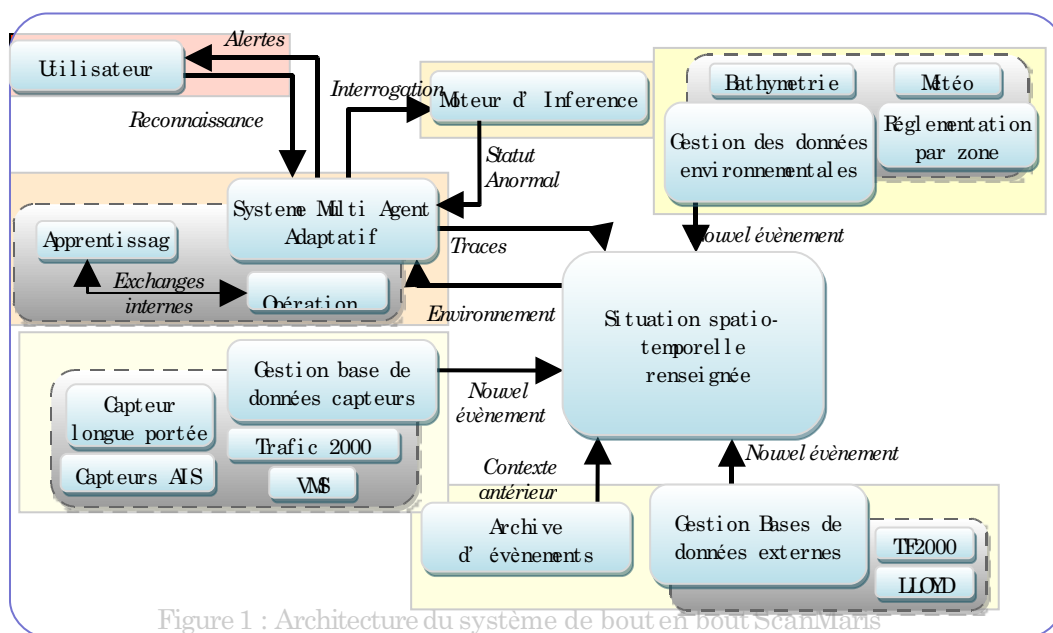 Alertes
Utilisateur
Reconnaissance
Interrogation
Moteur d' Inference
Statut
Anormal
Bathymetrie
Météo
Gestion des données
environnementales
Réglementation
par zone
Systeme Multi Agent
Adaptatif
Apprentissag
Exchanges
internes
Opération
Traces
Nouvel évènement
Environnement
Situation spatio-
temporelle
renseignée
Gestion base de
données capteurs
Nouvel
évènement
Capteur
longue portée
Trafic 2000
Capteurs AIS
VMS
Contexte
antérieur
Nouvel évènement
Archive
d' évènements
Gestion Bases de
données externes
TF2000
LLOYD
Figure 1 : Architecture du système de bout en bout ScanMaris